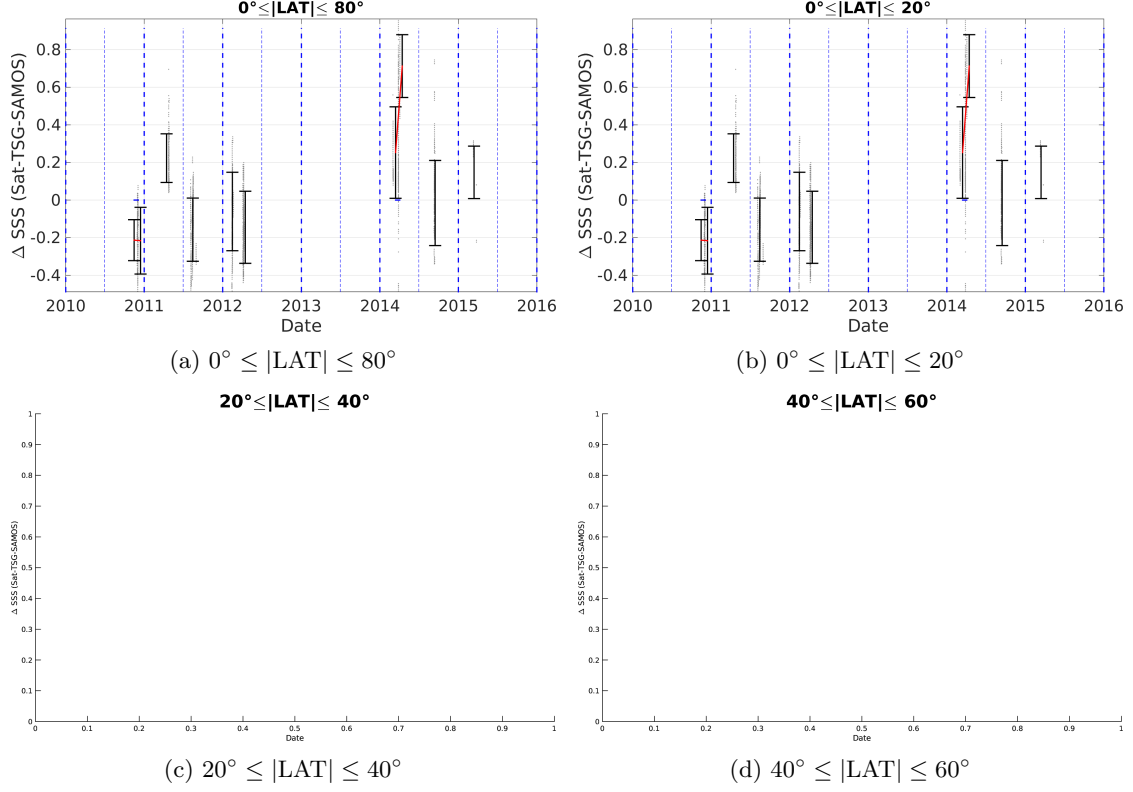 0°≤|LAT|≤ 80°
Δ SSS (Sat-TSG-SAMOS)
0.8
0.6
0.4
0.2
0
-0.2
-0.4
2010 2011 2012 2013 2014 2015 2016
Date
(a) 0° ≤ |LAT| ≤ 80°
0°≤|LAT|≤ 20°
Δ SSS (Sat-TSG-SAMOS)
0.8
0.6
0.4
0.2
0
-0.2
-0.4
2010 2011 2012 2013 2014 2015 2016
Date
(b) 0° ≤ |LAT| ≤ 20°
20°≤|LAT|≤ 40°
Δ SSS (Sat-TSG-SAMOS)
1
0.9
0.8
0.7
0.6
0.5
0.4
0.3
0.2
0.1
0
0 0.1 0.2 0.3 0.4 0.5 0.6 0.7 0.8 0.9 1
Date
(c) 20° ≤ |LAT| ≤ 40°
40°≤|LAT|≤ 60°
Δ SSS (Sat-TSG-SAMOS)
1
0.9
0.8
0.7
0.6
0.5
0.4
0.3
0.2
0.1
0
0 0.1 0.2 0.3 0.4 0.5 0.6 0.7 0.8 0.9 1
Date
(d) 40° ≤ |LAT| ≤ 60°